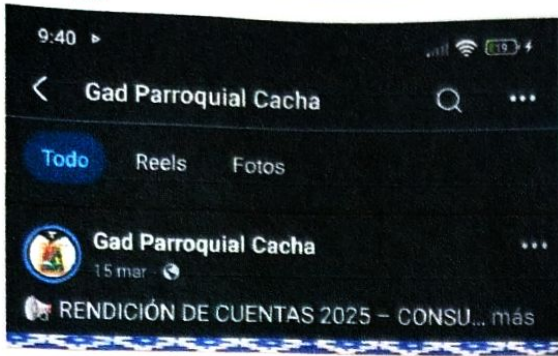 9:40
19
Gad Parroquial Cacha
Todo Reels Fotos
Gad Parroquial Cacha
15 mar
RENDICIÓN DE CUENTAS 2025 – CONSU... más